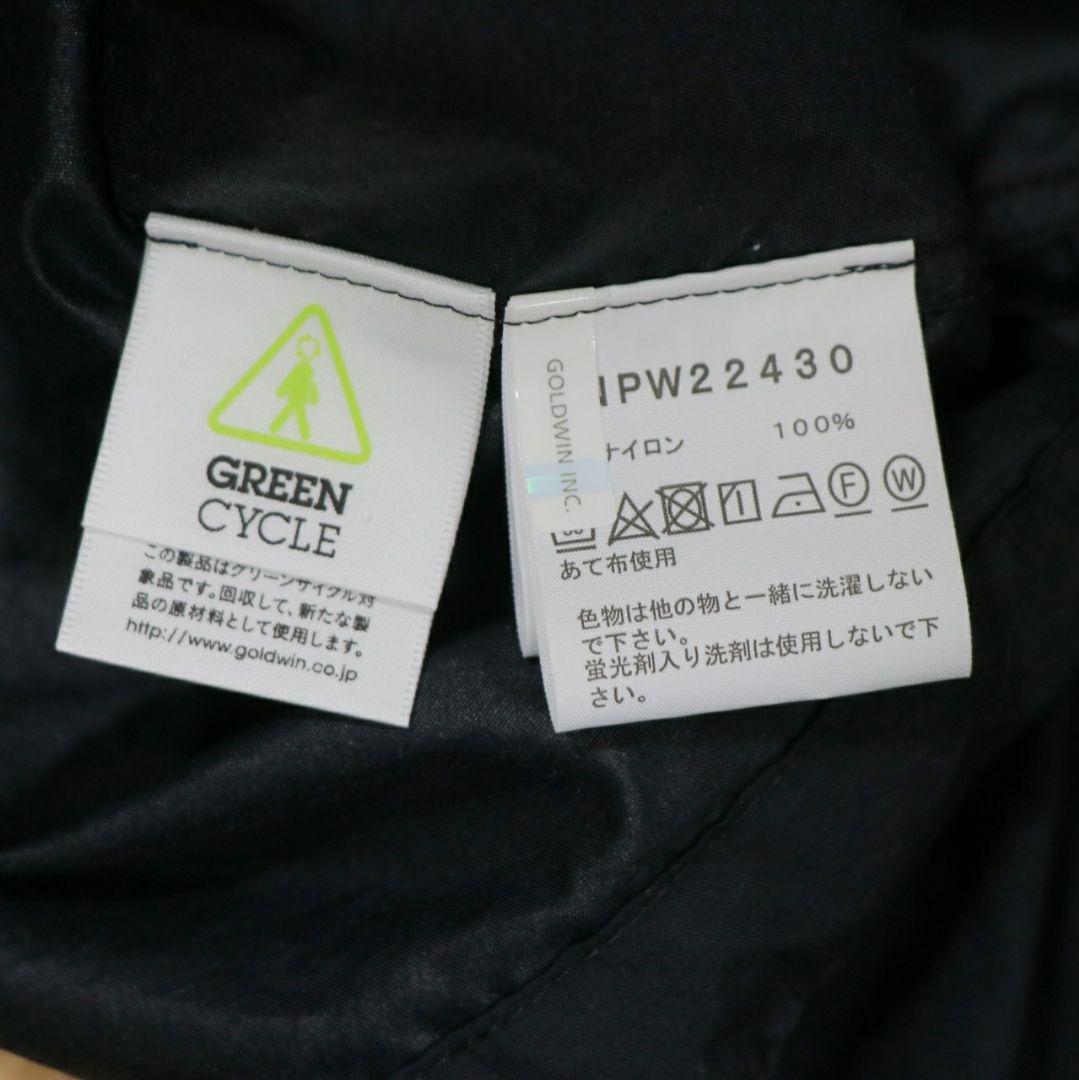 GREEN
CYCLE
この製品はグリーンサイクル対
象品です。回収して、新たな製
品の原材料として使用します。
http://www.goldwin.co.jp
GOLDWIN INC.
NPW22430
ナイロン 100%
F W
あて布使用
色物は他の物と一緒に洗濯しない
で下さい。
蛍光剤入り洗剤は使用しないで下
さい。